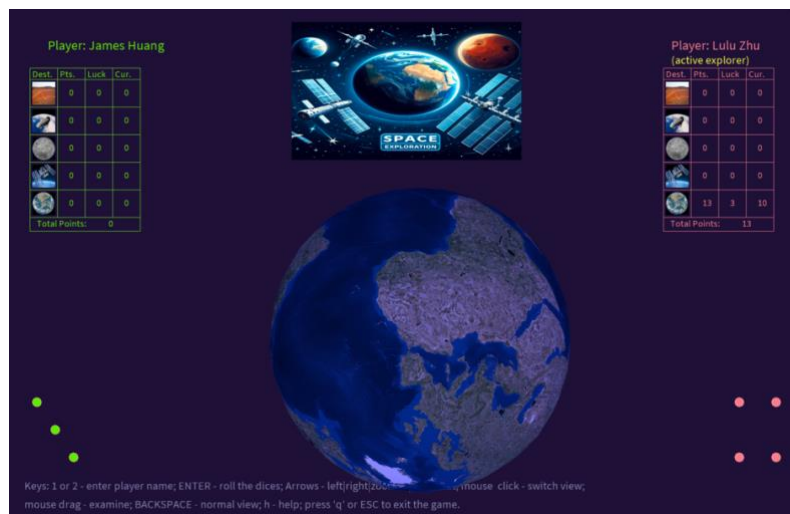 Player: James Huang
Player: Lulu Zhu
(active explorer)
Dest. Pts. Luck Cur.
0 0 0
0 0 0
0 0 0
0 0 0
0 0 0
Total Points: 0
SPACE
EXPLORATION
Dest. Pts. Luck Cur.
0 0 0
0 0 0
0 0 0
0 0 0
13 3 10
Total Points: 13
Keys: 1 or 2 - enter player name; ENTER - roll the dices; Arrows - left|right|zo mouse click - switch view;
mouse drag - examine; BACKSPACE - normal view; h - help; press 'q' or ESC to exit the game.